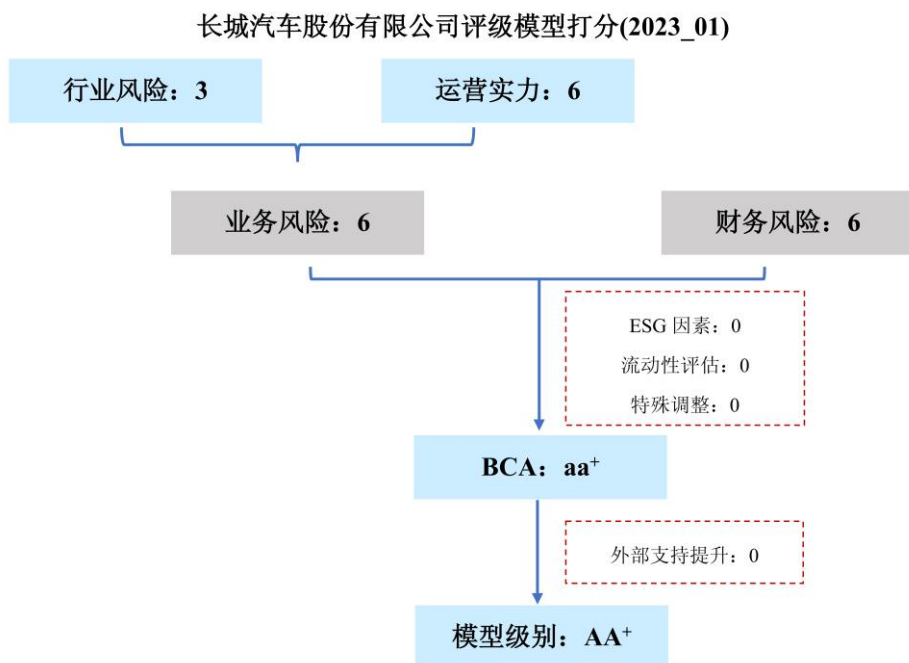 长城汽车股份有限公司评级模型打分(2023_01)
行业风险：3
运营实力：6
业务风险：6
财务风险：6
ESG 因素：0
流动性评估：0
特殊调整：0
BCA：aa⁺
外部支持提升：0
模型级别：AA⁺